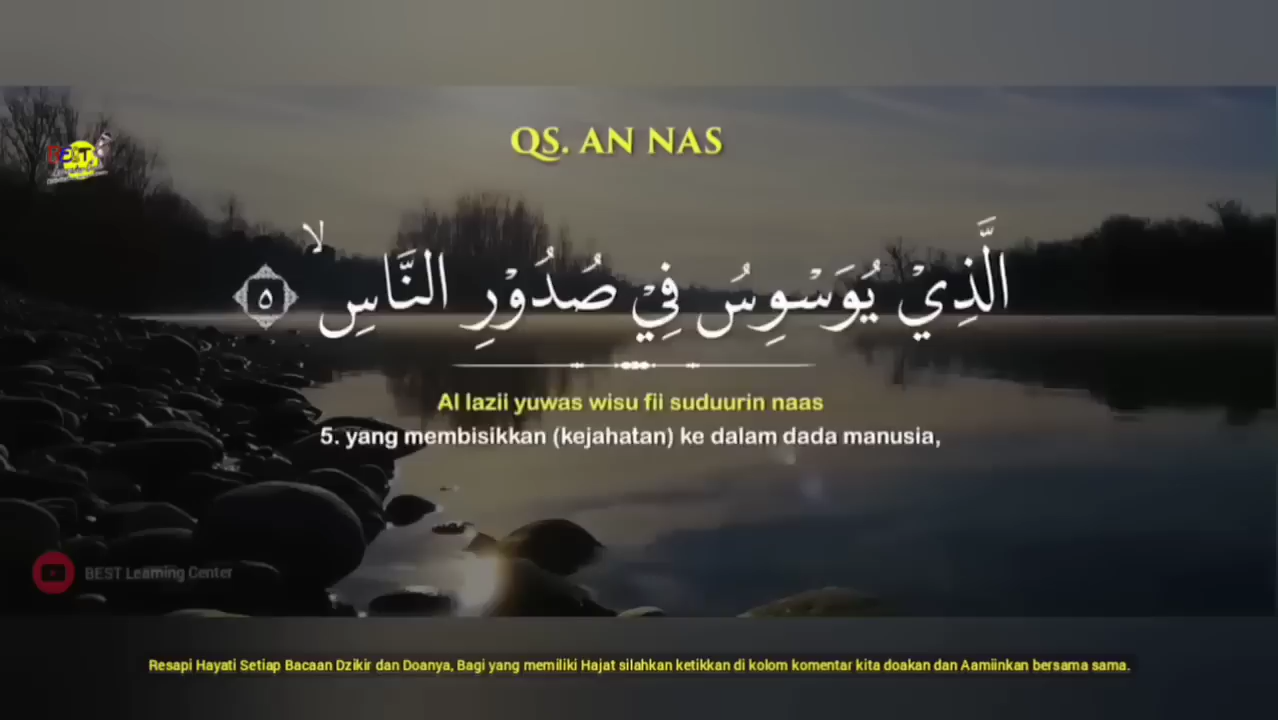 QS. AN NAS
الَّذِيْ يُوَسْوِسُ فِيْ صُدُوْرِ النَّاسِۙ ٥
Al lazii yuwas wisu fii suduurin naas
5. yang membisikkan (kejahatan) ke dalam dada manusia,
BEST Learning Center
Resapi Hayati Setiap Bacaan Dzikir dan Doanya, Bagi yang memiliki Hajat silahkan ketikkan di kolom komentar kita doakan dan Aamiinkan bersama sama.